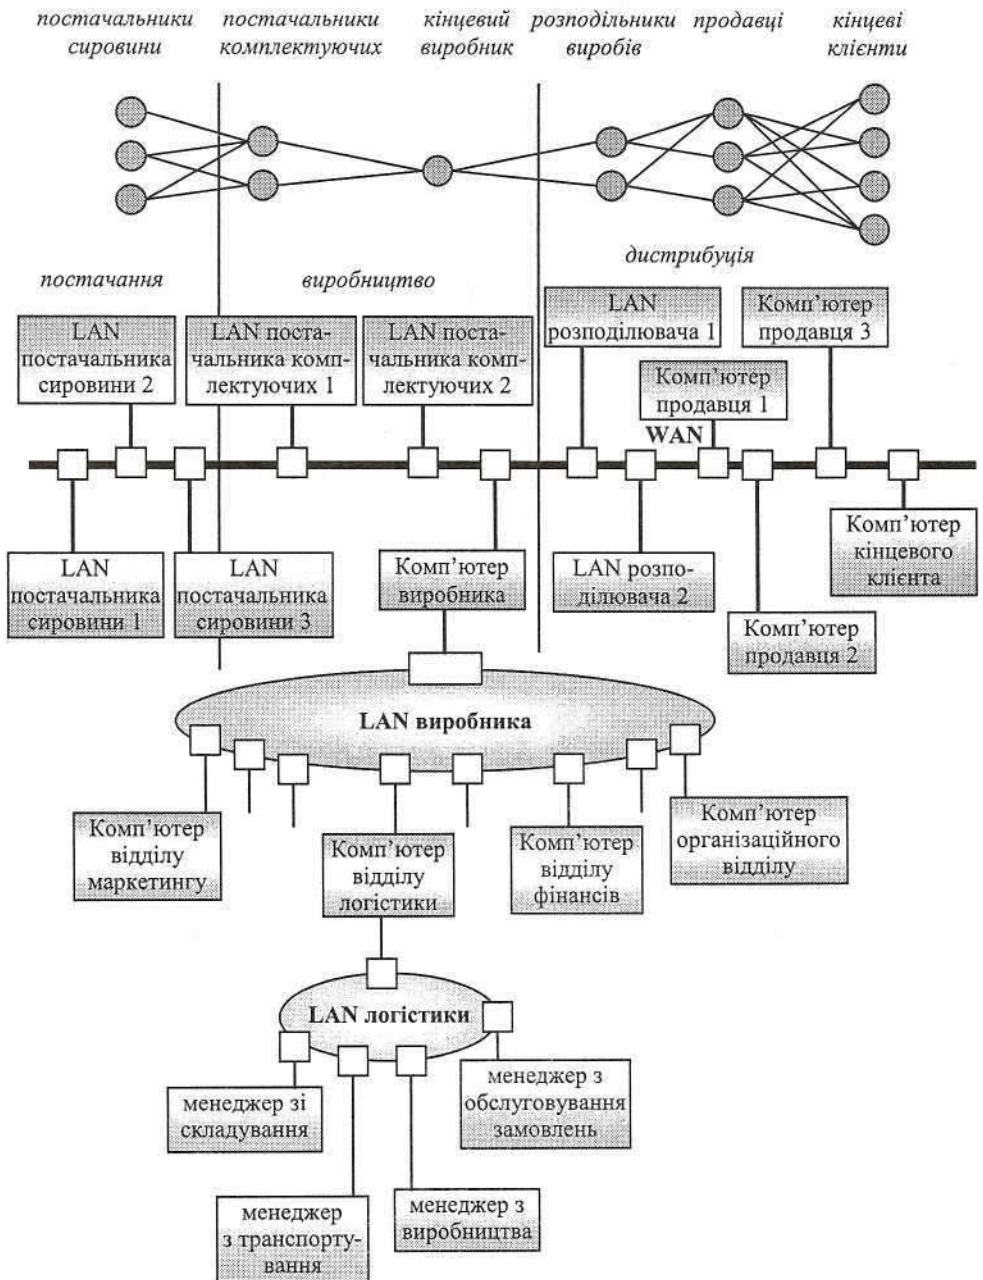 постачальники
сировини
постачальники
комплектуючих
кінцевий
виробник
розподільники
виробів
продавці
кінцеві
клієнти
постачання
виробництво
дистрибуція
LAN
постачальника
сировини 2
LAN поста-
чальника комп-
лектуючих 1
LAN поста-
чальника комп-
лектуючих 2
LAN
розподілювача 1
Комп’ютер
продавця 3
Комп’ютер
продавця 1
WAN
LAN
постачальника
сировини 1
LAN
постачальника
сировини 3
Комп’ютер
виробника
LAN розпо-
ділювача 2
Комп’ютер
кінцевого
клієнта
Комп’ютер
продавця 2
LAN виробника
Комп’ютер
відділу
маркетингу
Комп’ютер
відділу
логістики
Комп’ютер
відділу
фінансів
Комп’ютер
організаційного
відділу
LAN логістики
менеджер зі
складування
менеджер з
обслуговування
замовлень
менеджер
з транспорту-
вання
менеджер з
виробництва